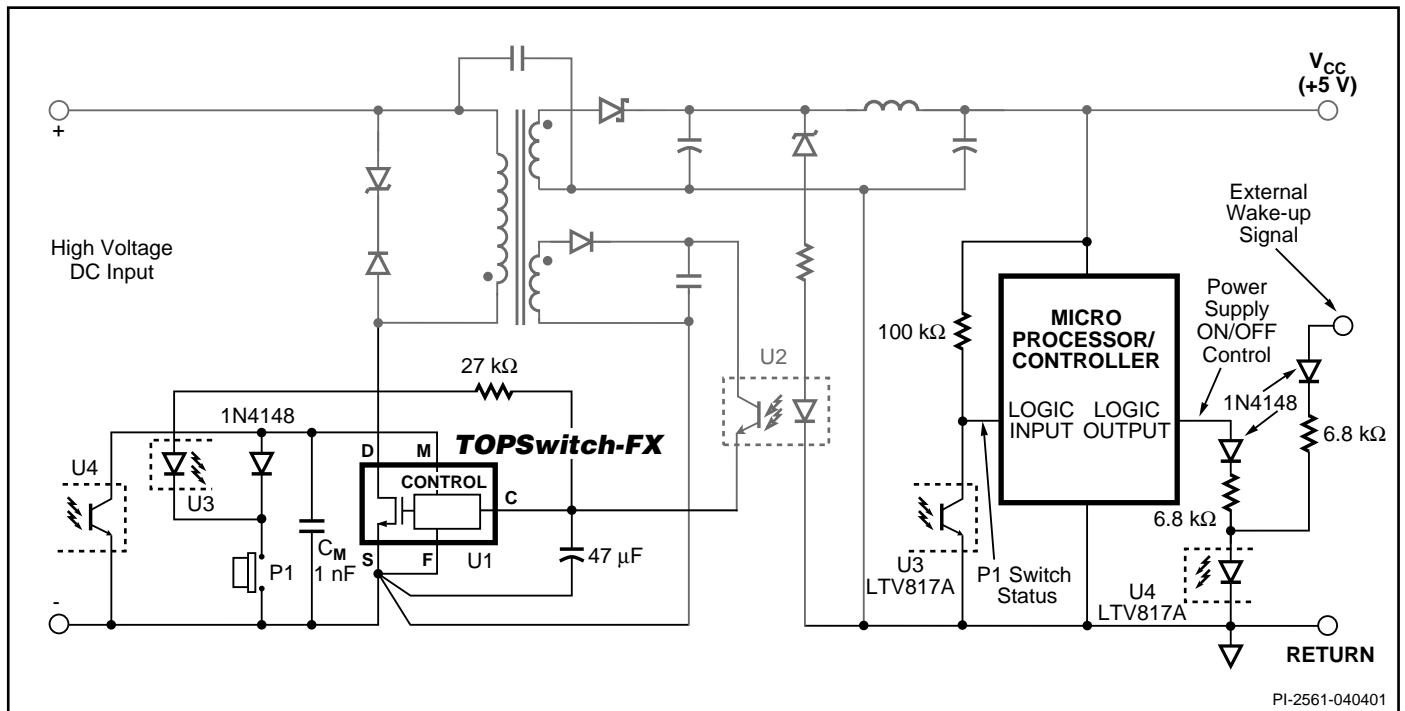 V_CC
(+5 V)
+
High Voltage
DC Input
External
Wake-up
Signal
Power
Supply
ON/OFF
Control
MICRO
PROCESSOR/
CONTROLLER
LOGIC
INPUT
LOGIC
OUTPUT
100 kΩ
1N4148
6.8 kΩ
6.8 kΩ
U2
27 kΩ
1N4148
TOPSwitch-FX
D
M
CONTROL
C
S
F
U1
U4
U3
C_M
1 nF
P1
47 µF
U3
LTV817A
P1 Switch
Status
U4
LTV817A
-
RETURN
PI-2561-040401